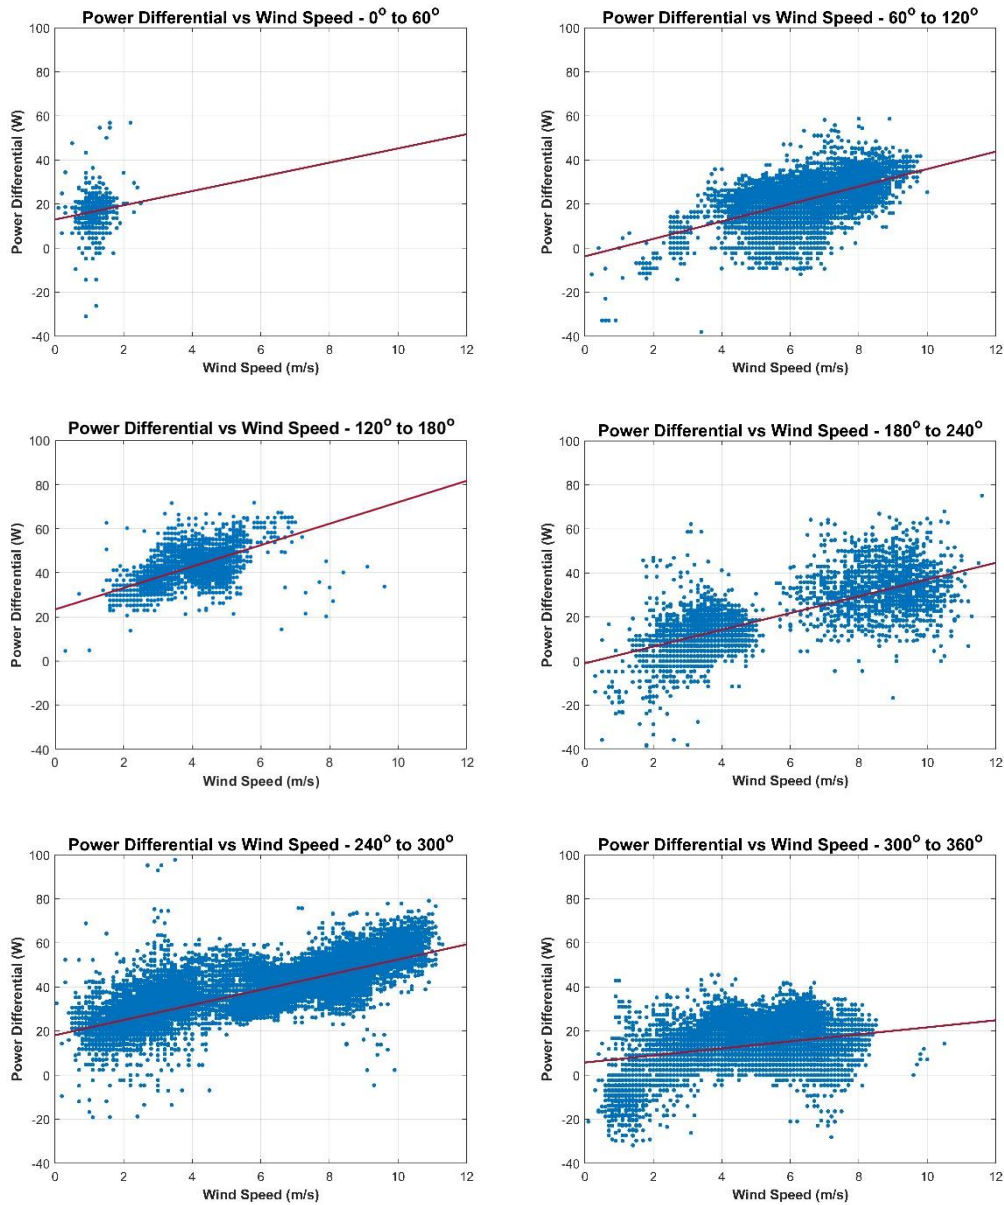 Power Differential vs Wind Speed - 0° to 60°
100
80
60
40
20
0
-20
-40
Power Differential (W)
0 2 4 6 8 10 12
Wind Speed (m/s)
Power Differential vs Wind Speed - 60° to 120°
100
80
60
40
20
0
-20
-40
Power Differential (W)
0 2 4 6 8 10 12
Wind Speed (m/s)
Power Differential vs Wind Speed - 120° to 180°
100
80
60
40
20
0
-20
-40
Power Differential (W)
0 2 4 6 8 10 12
Wind Speed (m/s)
Power Differential vs Wind Speed - 180° to 240°
100
80
60
40
20
0
-20
-40
Power Differential (W)
0 2 4 6 8 10 12
Wind Speed (m/s)
Power Differential vs Wind Speed - 240° to 300°
100
80
60
40
20
0
-20
-40
Power Differential (W)
0 2 4 6 8 10 12
Wind Speed (m/s)
Power Differential vs Wind Speed - 300° to 360°
100
80
60
40
20
0
-20
-40
Power Differential (W)
0 2 4 6 8 10 12
Wind Speed (m/s)